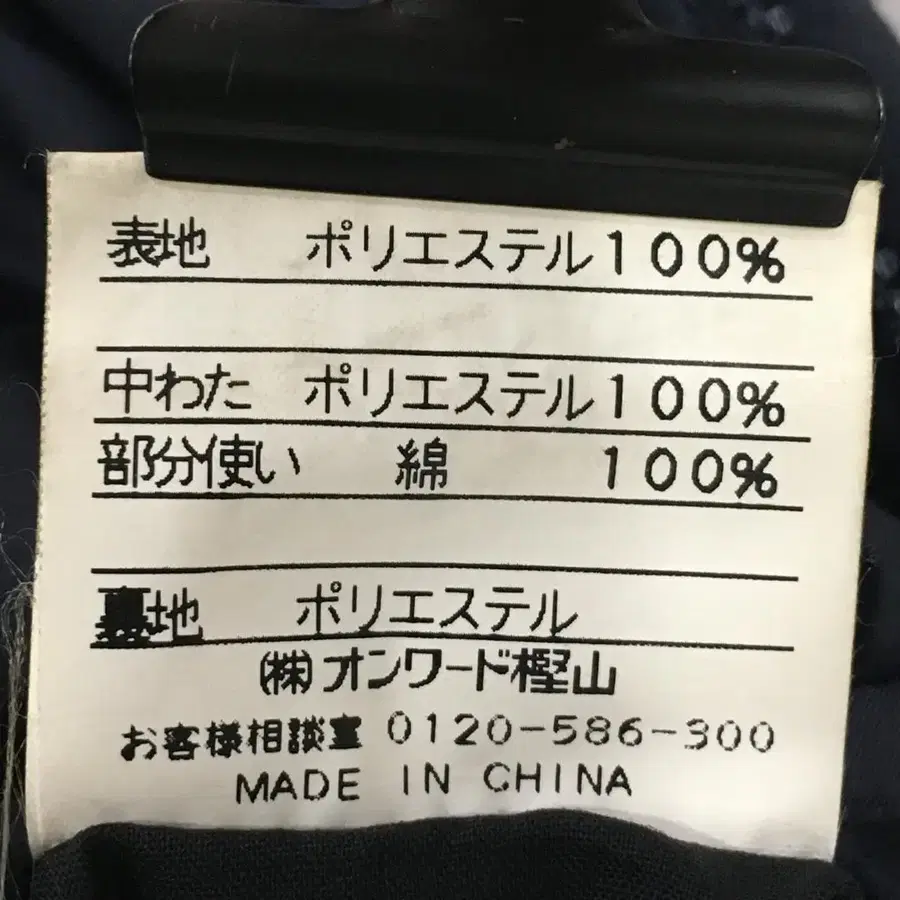 表地 ポリエステル100%
中わた ポリエステル100%
部分使い 綿 100%
裏地 ポリエステル
㈱オンワード樫山
お客様相談室 0120-586-300
MADE IN CHINA